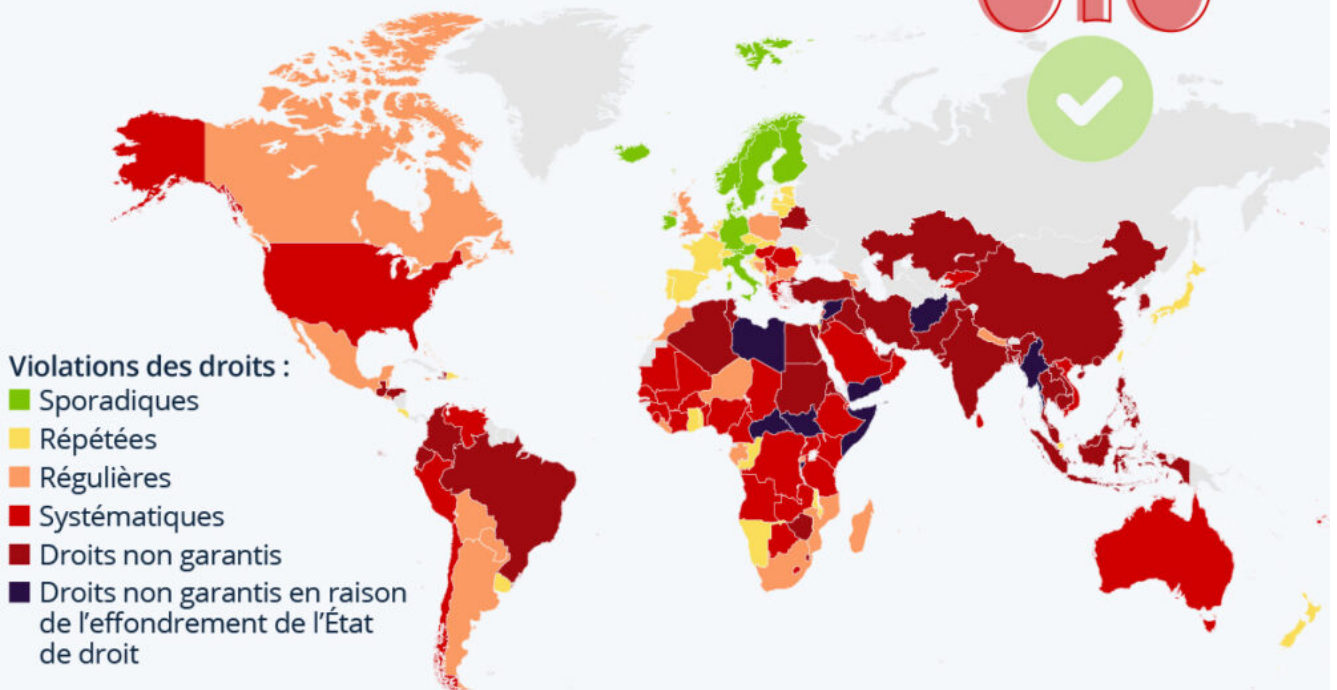 Violations des droits :
Sporadiques
Répétées
Régulières
Systématiques
Droits non garantis
Droits non garantis en raison
de l’effondrement de l’État
de droit